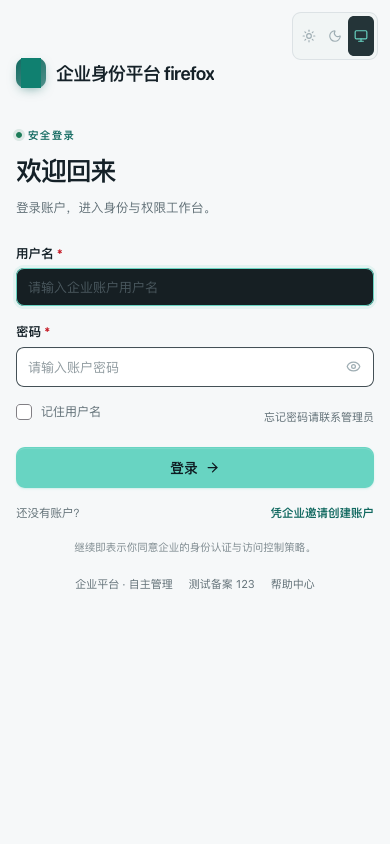 企业身份平台 firefox
安全登录
欢迎回来
登录账户，进入身份与权限工作台。
用户名 *
请输入企业账户用户名
密码 *
请输入账户密码
记住用户名
忘记密码请联系管理员
登录 →
还没有账户?
凭企业邀请创建账户
继续即表示你同意企业的身份认证与访问控制策略。
企业平台 · 自主管理 测试备案 123 帮助中心